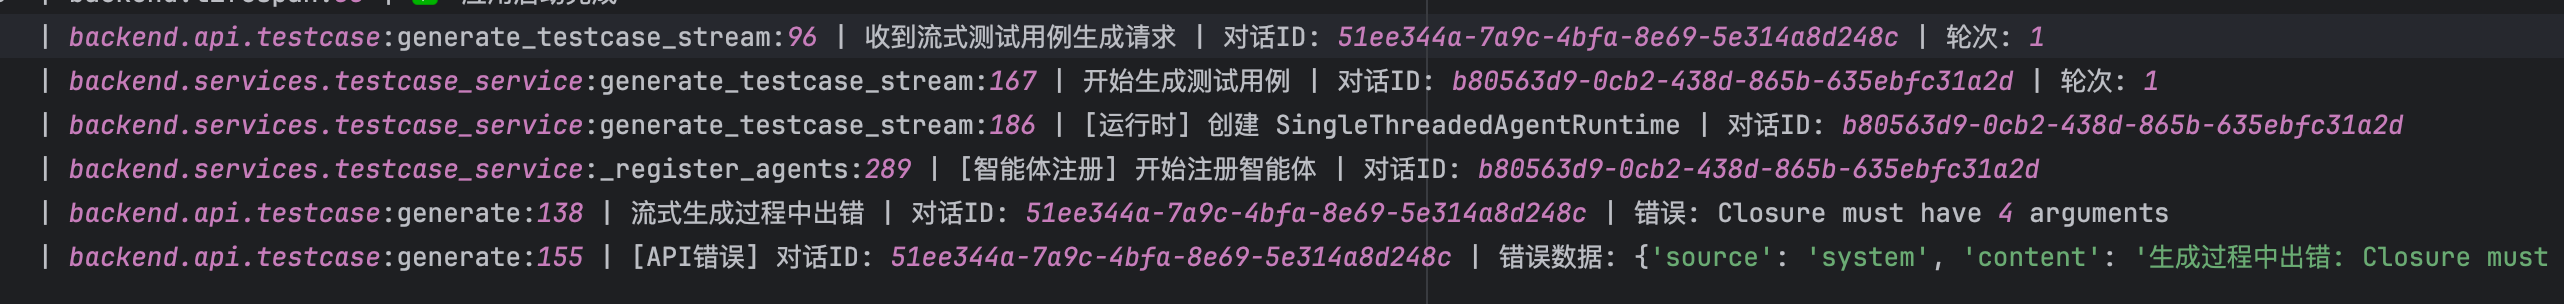 | backend.api.testcase:generate_testcase_stream:96 | 收到流式测试用例生成请求 | 对话ID: 51ee344a-7a9c-4bfa-8e69-5e314a8d248c | 轮次: 1
| backend.services.testcase_service:generate_testcase_stream:167 | 开始生成测试用例 | 对话ID: b80563d9-0cb2-438d-865b-635ebfc31a2d | 轮次: 1
| backend.services.testcase_service:generate_testcase_stream:186 | [运行时] 创建 SingleThreadedAgentRuntime | 对话ID: b80563d9-0cb2-438d-865b-635ebfc31a2d
| backend.services.testcase_service:_register_agents:289 | [智能体注册] 开始注册智能体 | 对话ID: b80563d9-0cb2-438d-865b-635ebfc31a2d
| backend.api.testcase:generate:138 | 流式生成过程中出错 | 对话ID: 51ee344a-7a9c-4bfa-8e69-5e314a8d248c | 错误: Closure must have 4 arguments
| backend.api.testcase:generate:155 | [API错误] 对话ID: 51ee344a-7a9c-4bfa-8e69-5e314a8d248c | 错误数据: {'source': 'system', 'content': '生成过程中出错: Closure must